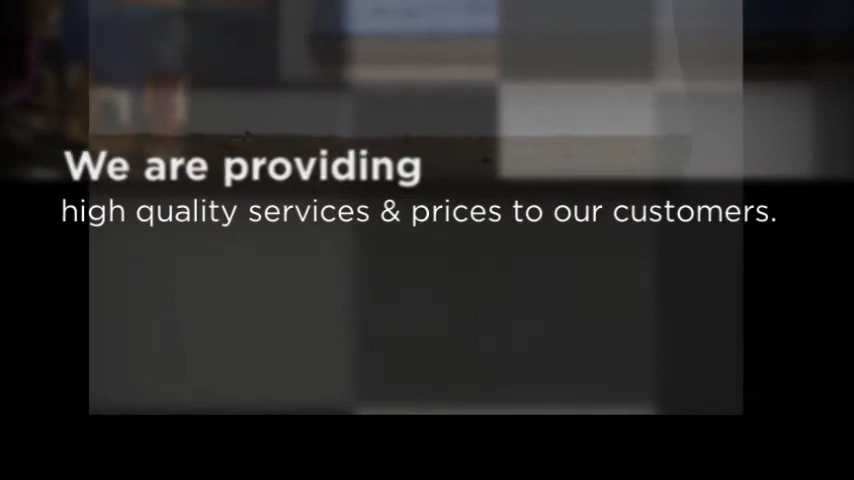 We are providing
high quality services & prices to our customers.